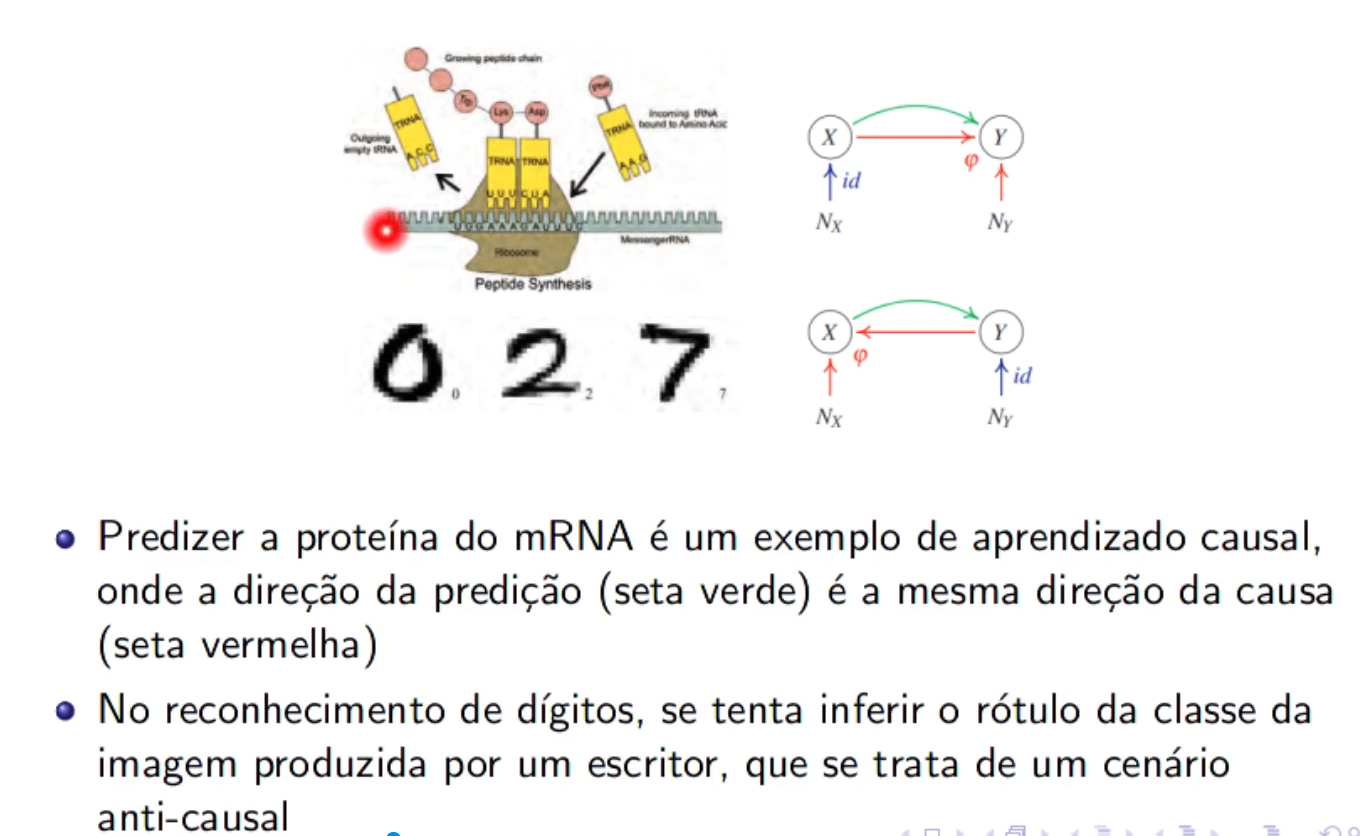 Growing peptide chain
Trp
Lys
Asp
Phe
Incoming tRNA
bound to Amino Acid
Outgoing
empty tRNA
TRNA
TRNA
TRNA
TRNA
A C C
A A G
U U U C U A
U G G A A A G A U U U C
MessengerRNA
Ribosome
Peptide Synthesis
X
Y
φ
id
N_X
N_Y
0 0
2 2
7 7
X
Y
φ
id
N_X
N_Y
Predizer a proteína do mRNA é um exemplo de aprendizado causal,
onde a direção da predição (seta verde) é a mesma direção da causa
(seta vermelha)
No reconhecimento de dígitos, se tenta inferir o rótulo da classe da
imagem produzida por um escritor, que se trata de um cenário
anti-causal